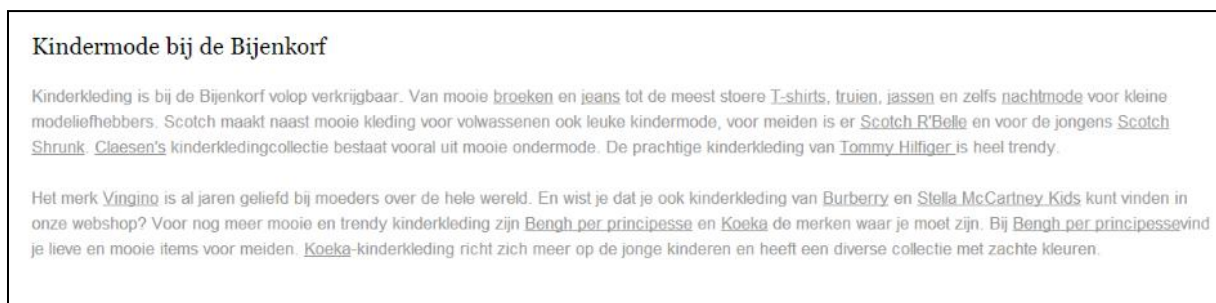 Kindermode bij de Bijenkorf
Kinderkleding is bij de Bijenkorf volop verkrijgbaar. Van mooie broeken en jeans tot de meest stoere T-shirts, truien, jassen en zelfs nachtmode voor kleine
modeliefhebbers. Scotch maakt naast mooie kleding voor volwassenen ook leuke kindermode, voor meiden is er Scotch R'Belle en voor de jongens Scotch
Shrunk. Claesen's kinderkledingcollectie bestaat vooral uit mooie ondermode. De prachtige kinderkleding van Tommy Hilfiger is heel trendy.
Het merk Vingino is al jaren geliefd bij moeders over de hele wereld. En wist je dat je ook kinderkleding van Burberry en Stella McCartney Kids kunt vinden in
onze webshop? Voor nog meer mooie en trendy kinderkleding zijn Bengh per principesse en Koeka de merken waar je moet zijn. Bij Bengh per principessevind
je lieve en mooie items voor meiden. Koeka-kinderkleding richt zich meer op de jonge kinderen en heeft een diverse collectie met zachte kleuren.